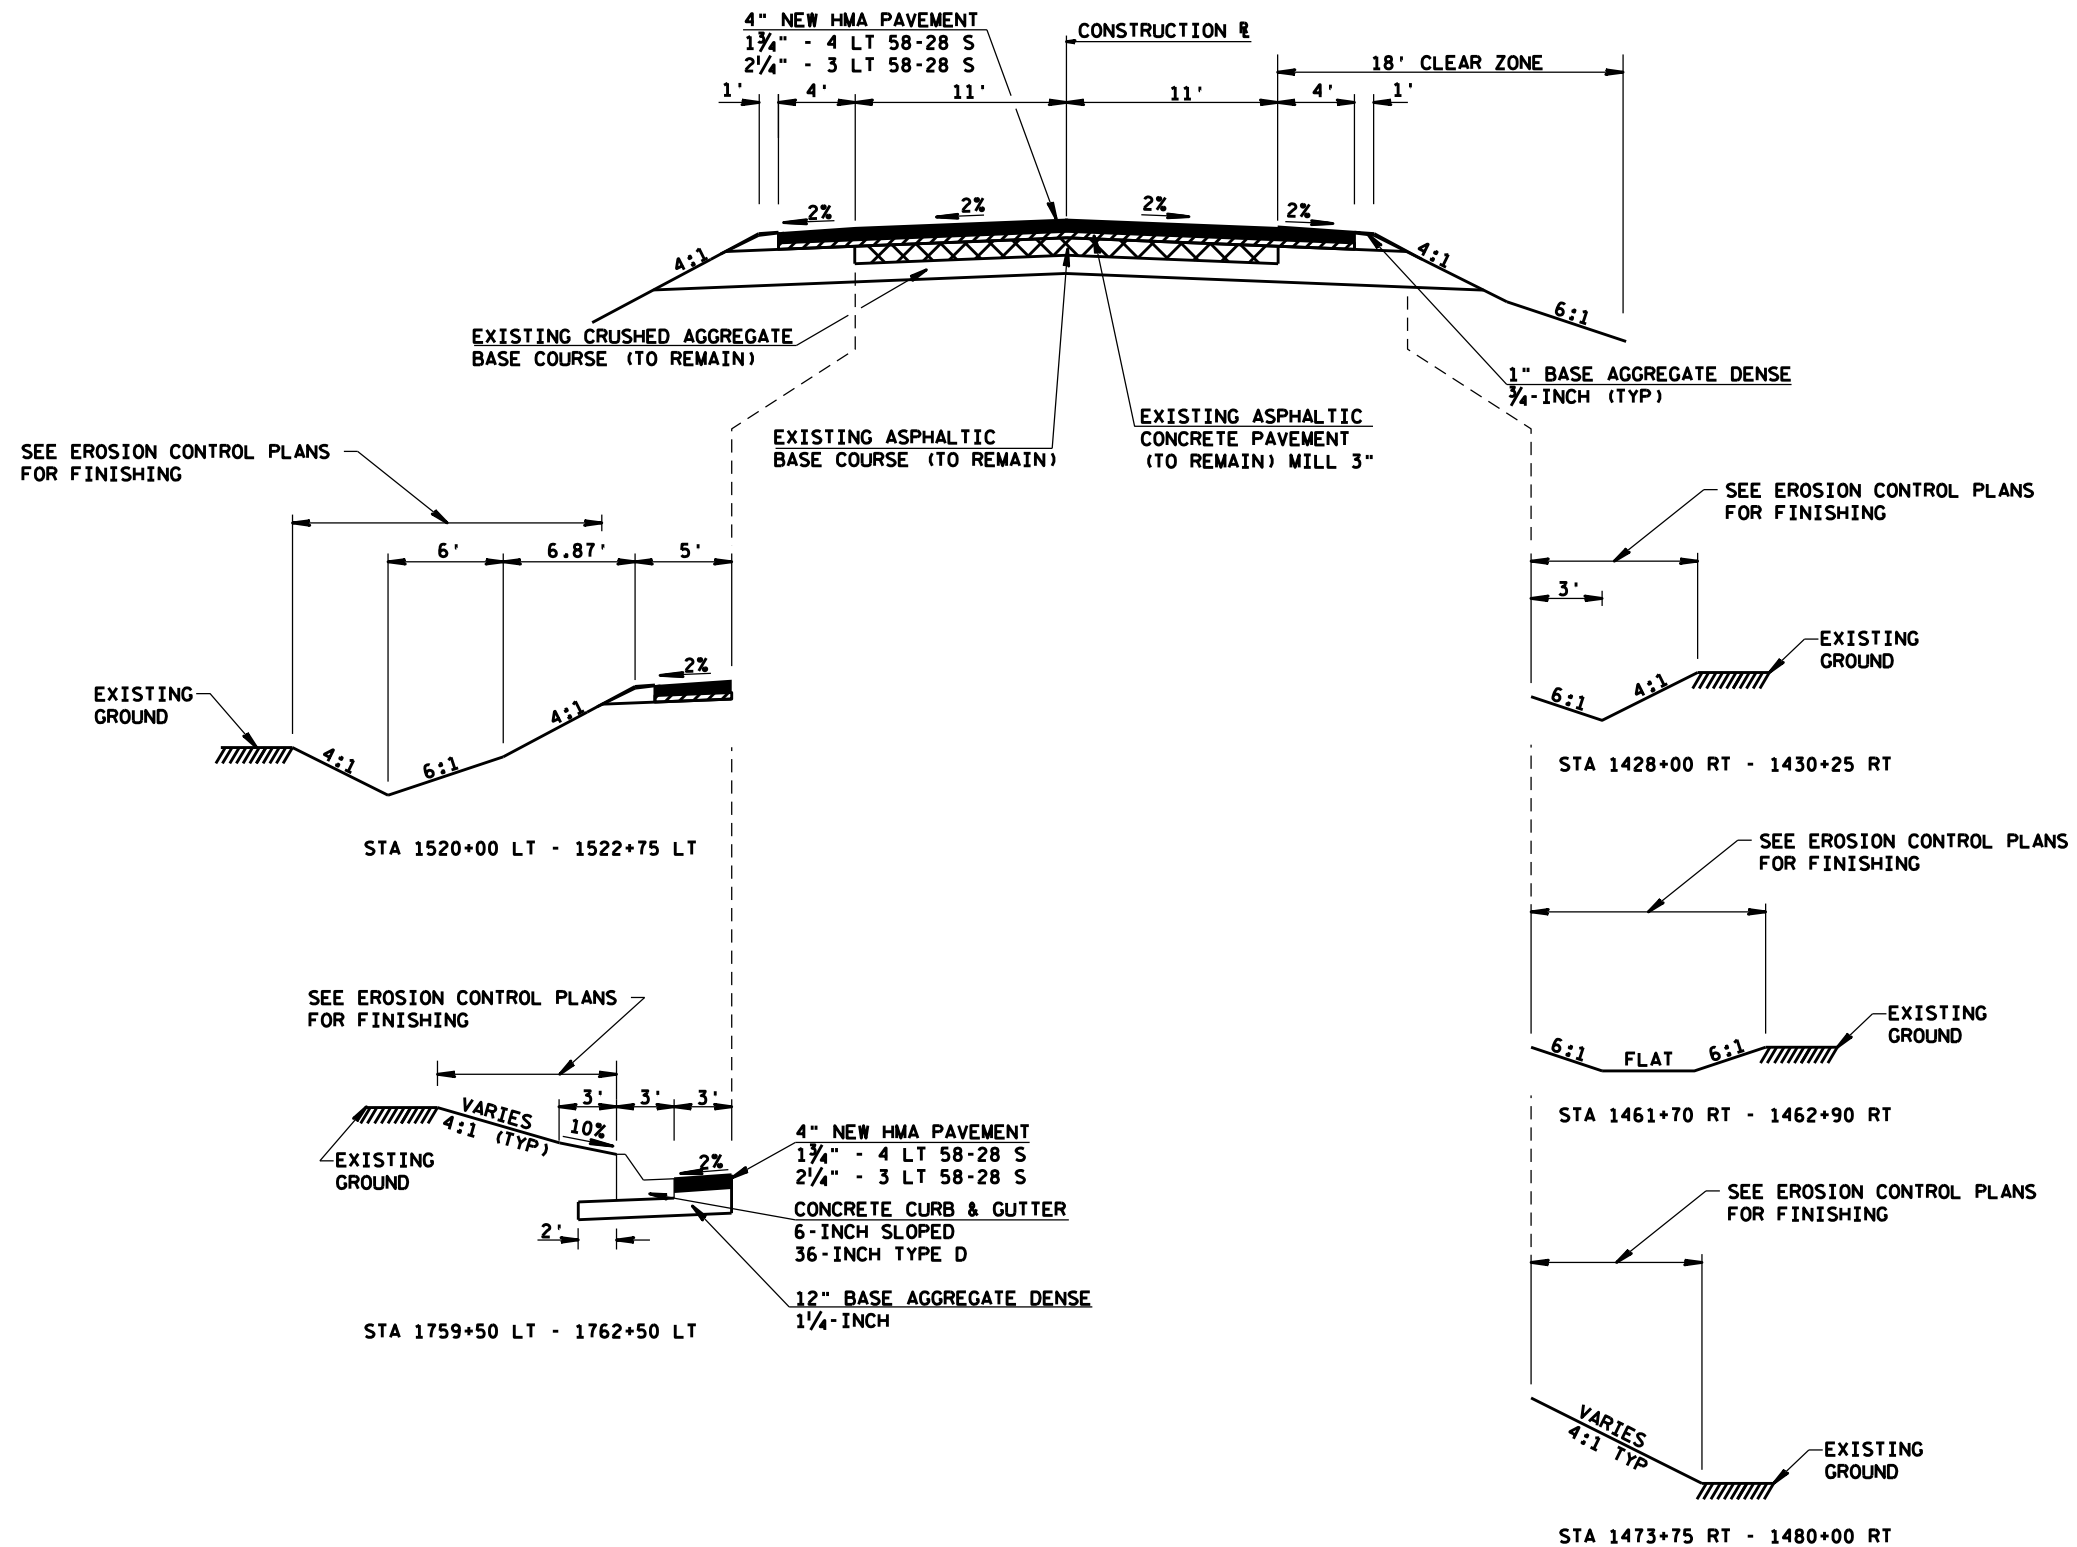 4" NEW HMA PAVEMENT
1 3/4" - 4 LT 58-28 S
2 1/4" - 3 LT 58-28 S
CONSTRUCTION ℞
18' CLEAR ZONE
1'
4'
11'
11'
4'
1'
2%
2%
2%
2%
4:1
4:1
6:1
EXISTING CRUSHED AGGREGATE
BASE COURSE (TO REMAIN)
1" BASE AGGREGATE DENSE
3/4-INCH (TYP)
EXISTING ASPHALTIC
BASE COURSE (TO REMAIN)
EXISTING ASPHALTIC
CONCRETE PAVEMENT
(TO REMAIN) MILL 3"
SEE EROSION CONTROL PLANS
FOR FINISHING
6'
6.87'
5'
2%
EXISTING
GROUND
4:1
6:1
4:1
STA 1520+00 LT - 1522+75 LT
SEE EROSION CONTROL PLANS
FOR FINISHING
3'
EXISTING
GROUND
6:1
4:1
STA 1428+00 RT - 1430+25 RT
SEE EROSION CONTROL PLANS
FOR FINISHING
EXISTING
GROUND
6:1
FLAT
6:1
STA 1461+70 RT - 1462+90 RT
SEE EROSION CONTROL PLANS
FOR FINISHING
3'
3'
3'
VARIES
4:1 (TYP)
10%
2%
EXISTING
GROUND
2'
4" NEW HMA PAVEMENT
1 3/4" - 4 LT 58-28 S
2 1/4" - 3 LT 58-28 S
CONCRETE CURB & GUTTER
6-INCH SLOPED
36-INCH TYPE D
12" BASE AGGREGATE DENSE
1 1/4-INCH
STA 1759+50 LT - 1762+50 LT
SEE EROSION CONTROL PLANS
FOR FINISHING
VARIES
4:1 TYP
EXISTING
GROUND
STA 1473+75 RT - 1480+00 RT